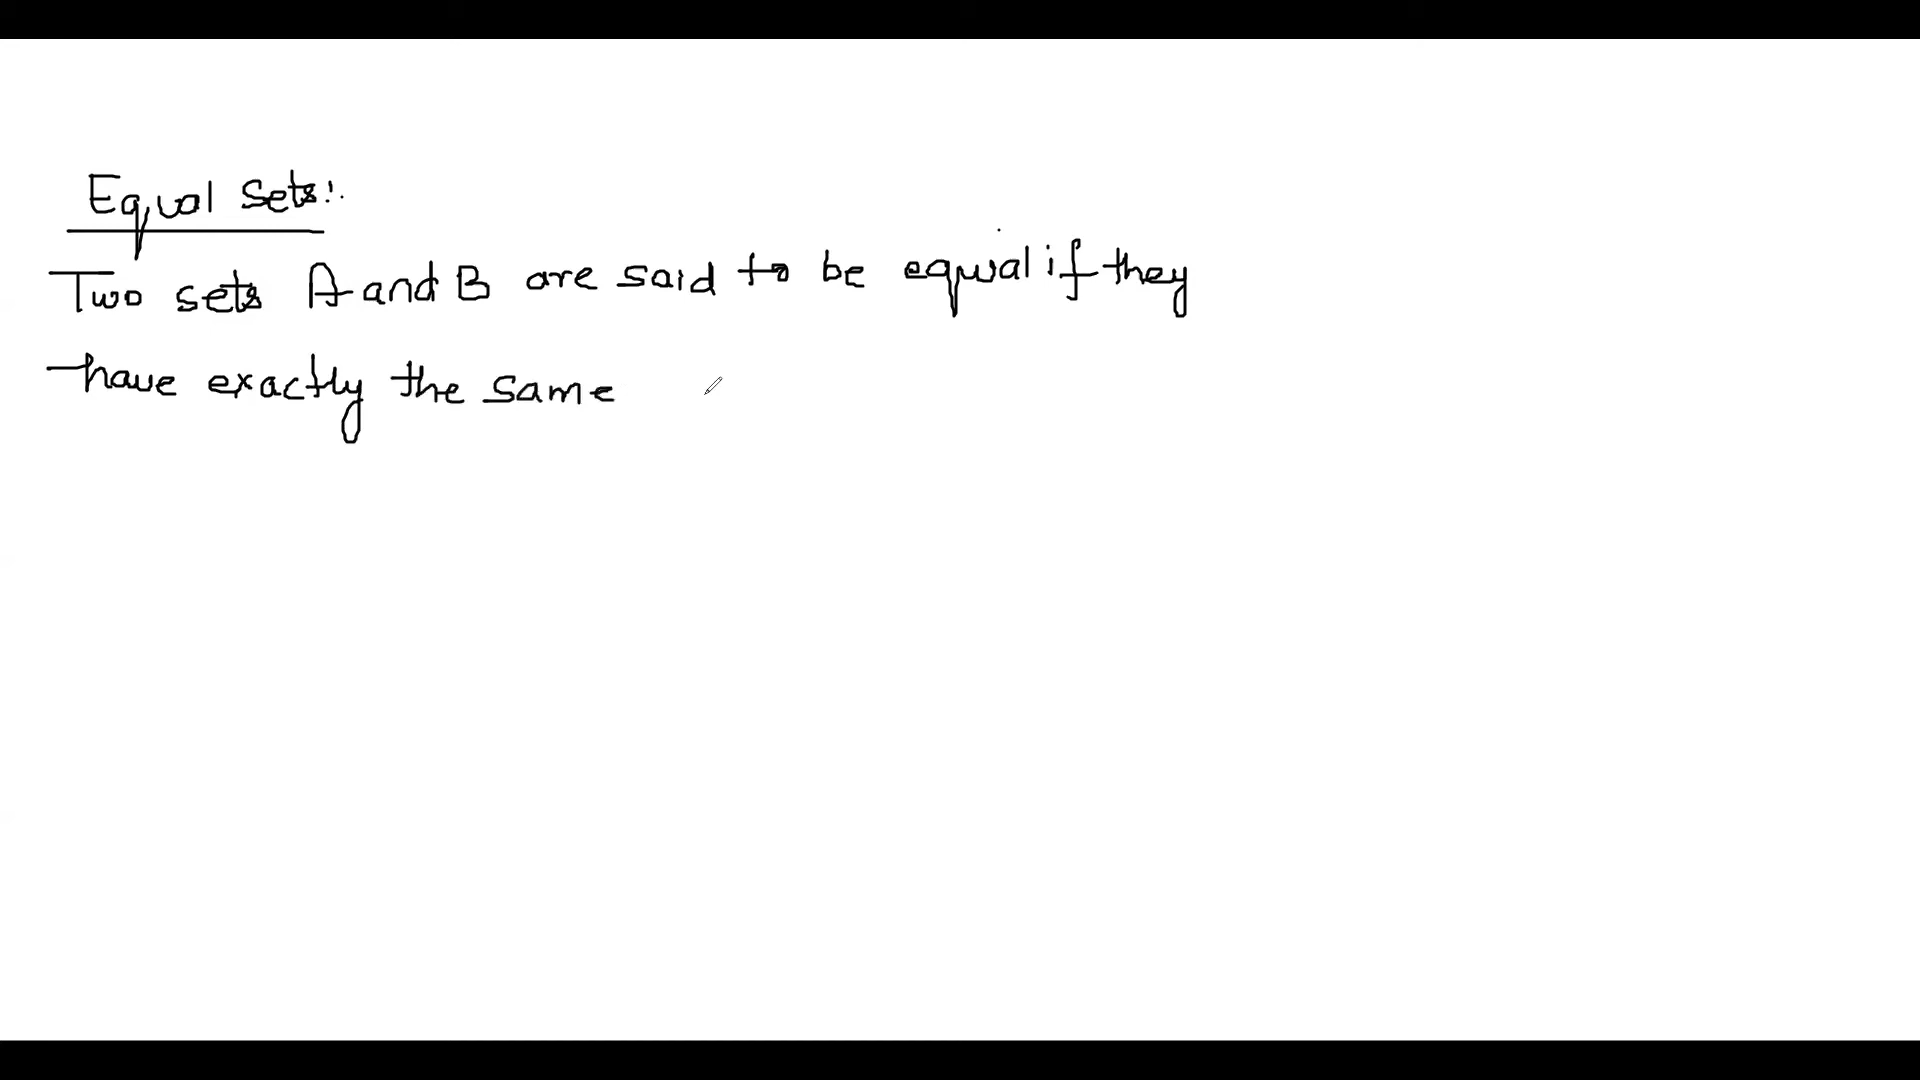 Equal Sets:
Two sets A and B are said to be equal if they
have exactly the same